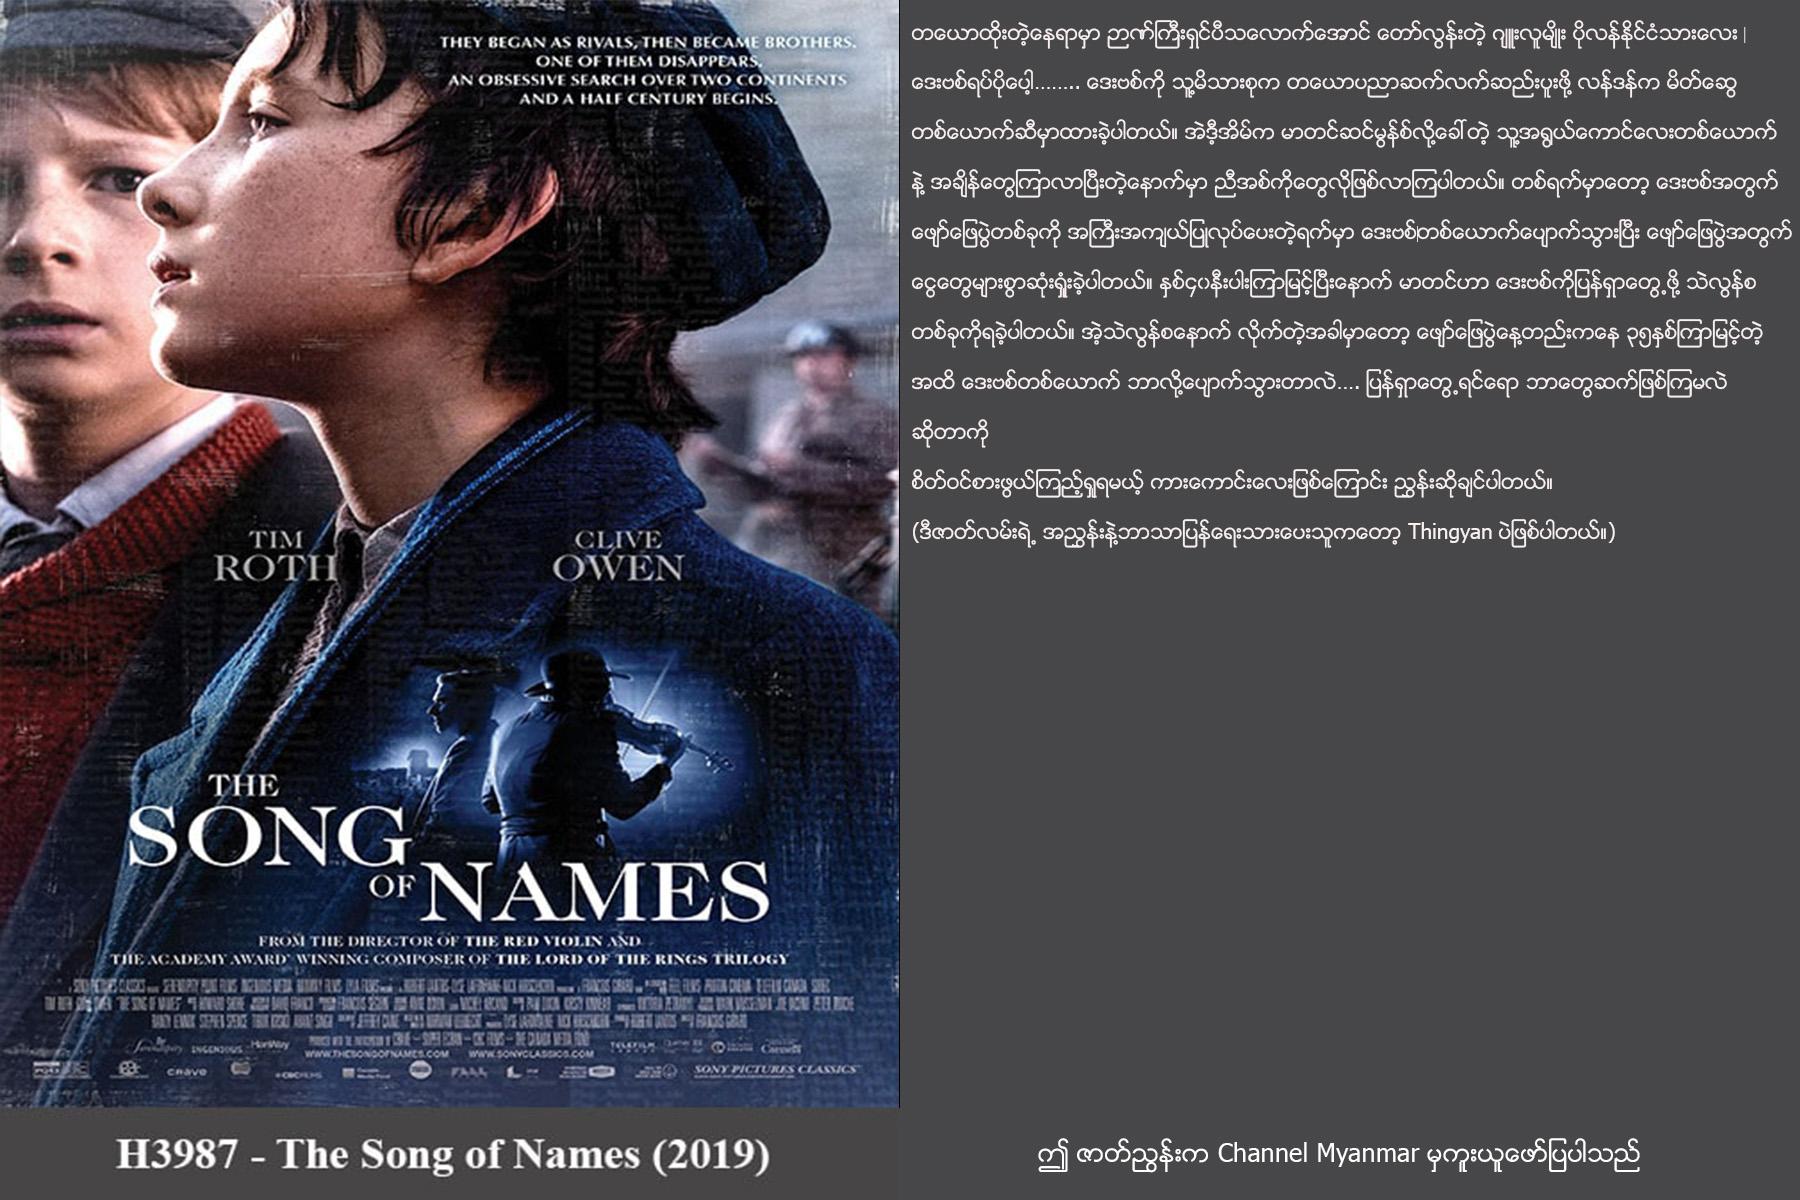 THEY BEGAN AS RIVALS, THEN BECAME BROTHERS.
ONE OF THEM DISAPPEARS.
AN OBSESSIVE SEARCH OVER TWO CONTINENTS
AND A HALF CENTURY BEGINS.
TIM
ROTH
CLIVE
OWEN
THE
SONG
OF NAMES
FROM THE DIRECTOR OF THE RED VIOLIN AND
THE ACADEMY AWARD® WINNING COMPOSER OF THE LORD OF THE RINGS TRILOGY
WWW.THESONGOFNAMES.COM WWW.SONYCLASSICS.COM
INGENIOUS HanWay TELEFILM Canada
crave CBC FILMS SONY PICTURES CLASSICS
H3987 - The Song of Names (2019)
တယောထိုးတဲ့နေရာမှာ ဉာဏ်ကြီးရှင်ပီသလောက်အောင် တော်လွန်းတဲ့ ဂျူးလူမျိုး ပိုလန်နိုင်ငံသားလေး
ဒေးဗစ်ရပ်ပိုပေါ့........ ဒေးဗစ်ကို သူ့မိသားစုက တယောပညာဆက်လက်ဆည်းပူးဖို့ လန်ဒန်က မိတ်ဆွေ
တစ်ယောက်ဆီမှာထားခဲ့ပါတယ်။ အဲဒီ့အိမ်က မာတင်ဆင်မွန်စ်လို့ခေါ်တဲ့ သူ့အရွယ်ကောင်လေးတစ်ယောက်
နဲ့ အချိန်တွေကြာလာပြီးတဲ့နောက်မှာ ညီအစ်ကိုတွေလိုဖြစ်လာကြပါတယ်။ တစ်ရက်မှာတော့ ဒေးဗစ်အတွက်
ဖျော်ဖြေပွဲတစ်ခုကို အကြီးအကျယ်ပြုလုပ်ပေးတဲ့ရက်မှာ ဒေးဗစ်တစ်ယောက်ပျောက်သွားပြီး ဖျော်ဖြေပွဲအတွက်
ငွေတွေများစွာဆုံးရှုံးခဲ့ပါတယ်။ နှစ်၄၀နီးပါးကြာမြင့်ပြီးနောက် မာတင်ဟာ ဒေးဗစ်ကိုပြန်ရှာတွေ့ဖို့ သဲလွန်စ
တစ်ခုကိုရခဲ့ပါတယ်။ အဲ့သဲလွန်စနောက် လိုက်တဲ့အခါမှာတော့ ဖျော်ဖြေပွဲနေ့တည်းကနေ ၃၅နှစ်ကြာမြင့်တဲ့
အထိ ဒေးဗစ်တစ်ယောက် ဘာလို့ပျောက်သွားတာလဲ.... ပြန်ရှာတွေ့ရင်ရော ဘာတွေဆက်ဖြစ်ကြမလဲ
ဆိုတာကို
စိတ်ဝင်စားဖွယ်ကြည့်ရှုရမယ့် ကားကောင်းလေးဖြစ်ကြောင်း ညွှန်းဆိုချင်ပါတယ်။
(ဒီဇာတ်လမ်းရဲ့ အညွှန်းနဲ့ဘာသာပြန်ရေးသားပေးသူကတော့ Thingyan ပဲဖြစ်ပါတယ်။)
ဤ ဇာတ်ညွှန်းက Channel Myanmar မှကူးယူဖော်ပြပါသည်